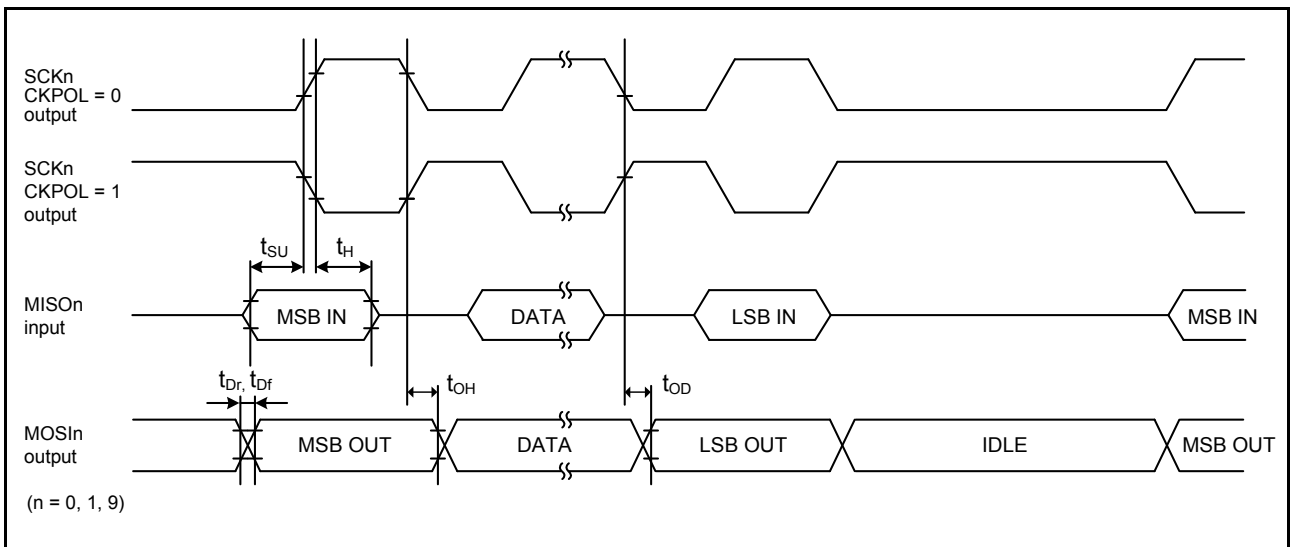 SCKn
CKPOL = 0
output
SCKn
CKPOL = 1
output
tSU tH
MISOn
input
MSB IN DATA LSB IN MSB IN
tDr, tDf tOH tOD
MOSIn
output
MSB OUT DATA LSB OUT IDLE MSB OUT
(n = 0, 1, 9)